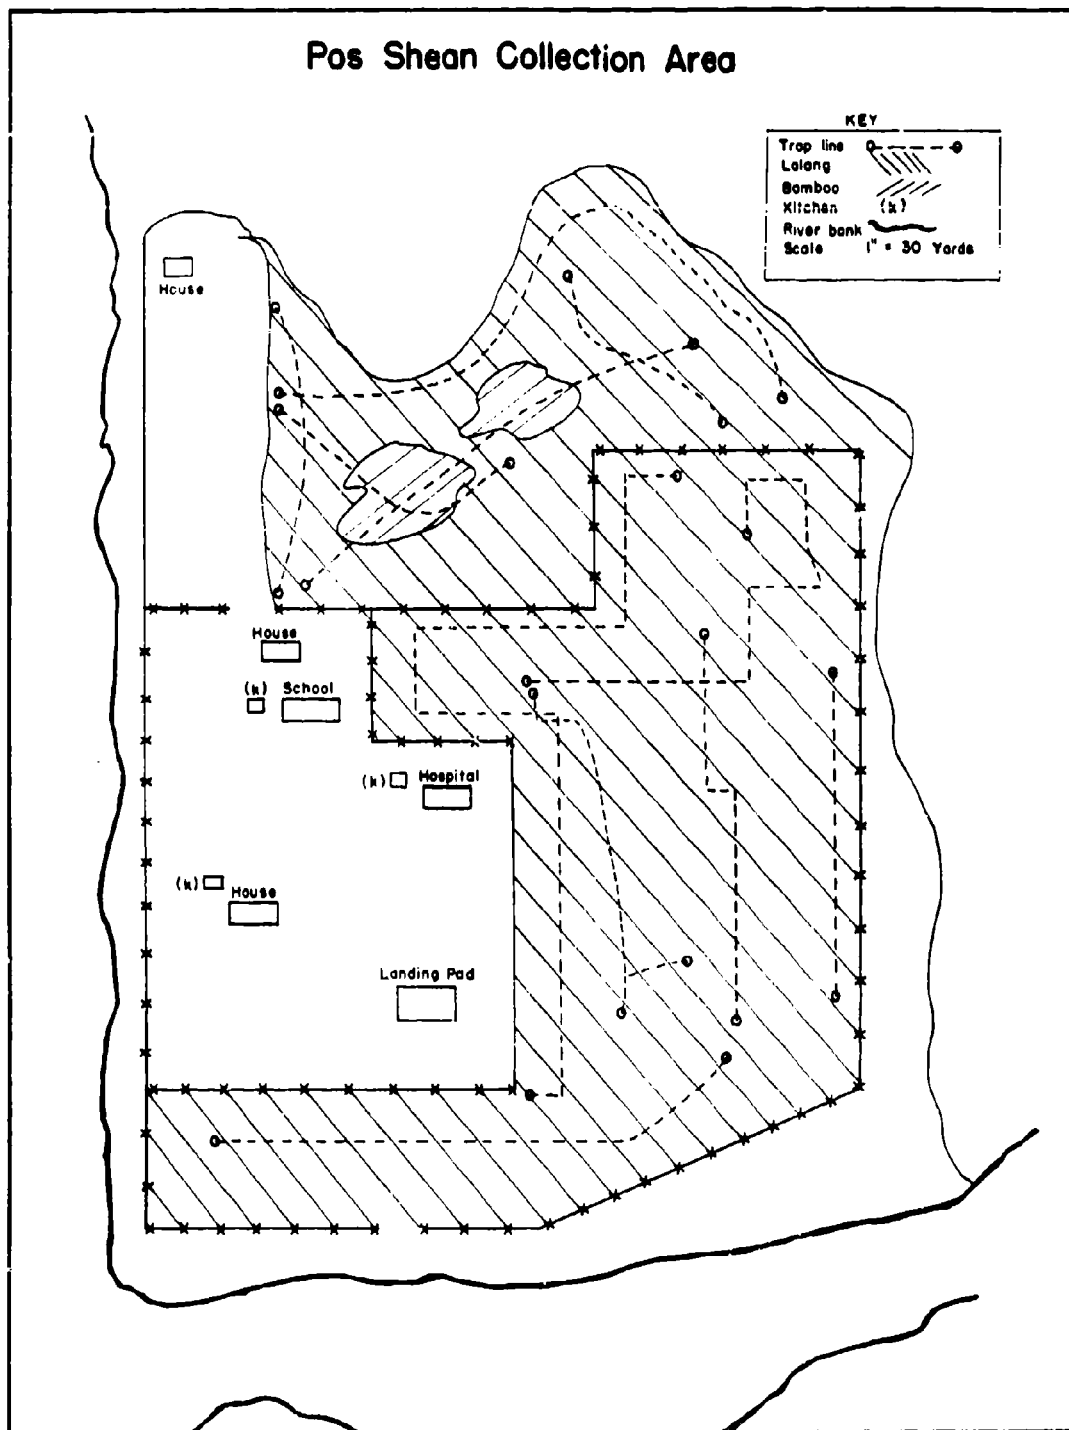 Pos Shean Collection Area
KEY
Trap line
Lalang
Bamboo
Kitchen (k)
River bank
Scale 1" = 30 Yards
House
House
(k) School
(k) Hospital
(k) House
Landing Pad